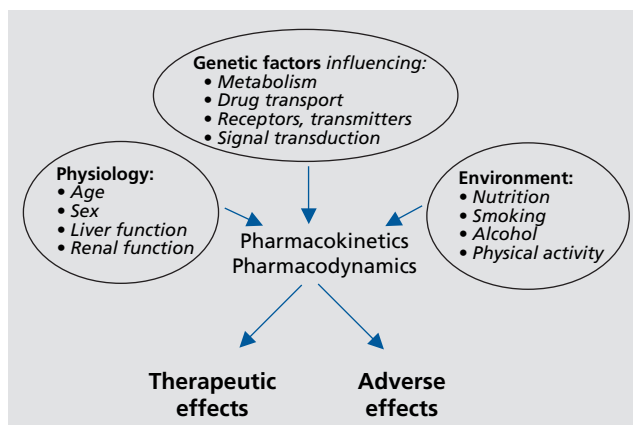 Genetic factors influencing:
• Metabolism
• Drug transport
• Receptors, transmitters
• Signal transduction
Physiology:
• Age
• Sex
• Liver function
• Renal function
Environment:
• Nutrition
• Smoking
• Alcohol
• Physical activity
Pharmacokinetics
Pharmacodynamics
Therapeutic
effects
Adverse
effects